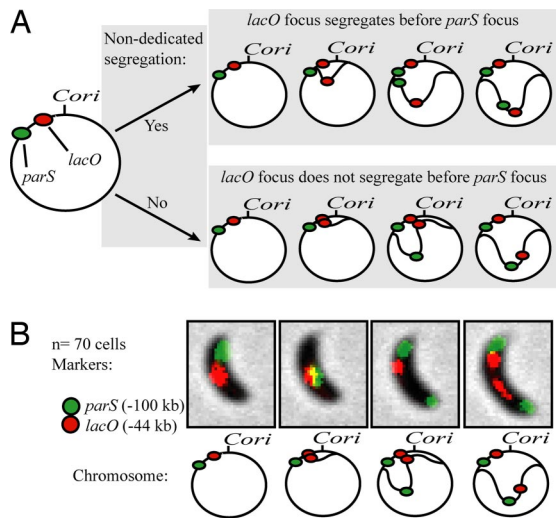 A
lacO focus segregates before parS focus
Non-dedicated
segregation:
Cori
Cori
Cori
Cori
Cori
Yes
parS
lacO
No
lacO focus does not segregate before parS focus
Cori
Cori
Cori
Cori
B
n= 70 cells
Markers:
parS (-100 kb)
lacO (-44 kb)
Cori
Cori
Cori
Cori
Chromosome: